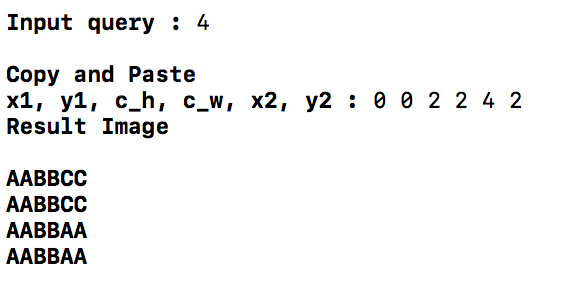 Input query : 4
Copy and Paste
x1, y1, c_h, c_w, x2, y2 : 0 0 2 2 4 2
Result Image
AABBCC
AABBCC
AABBAA
AABBAA